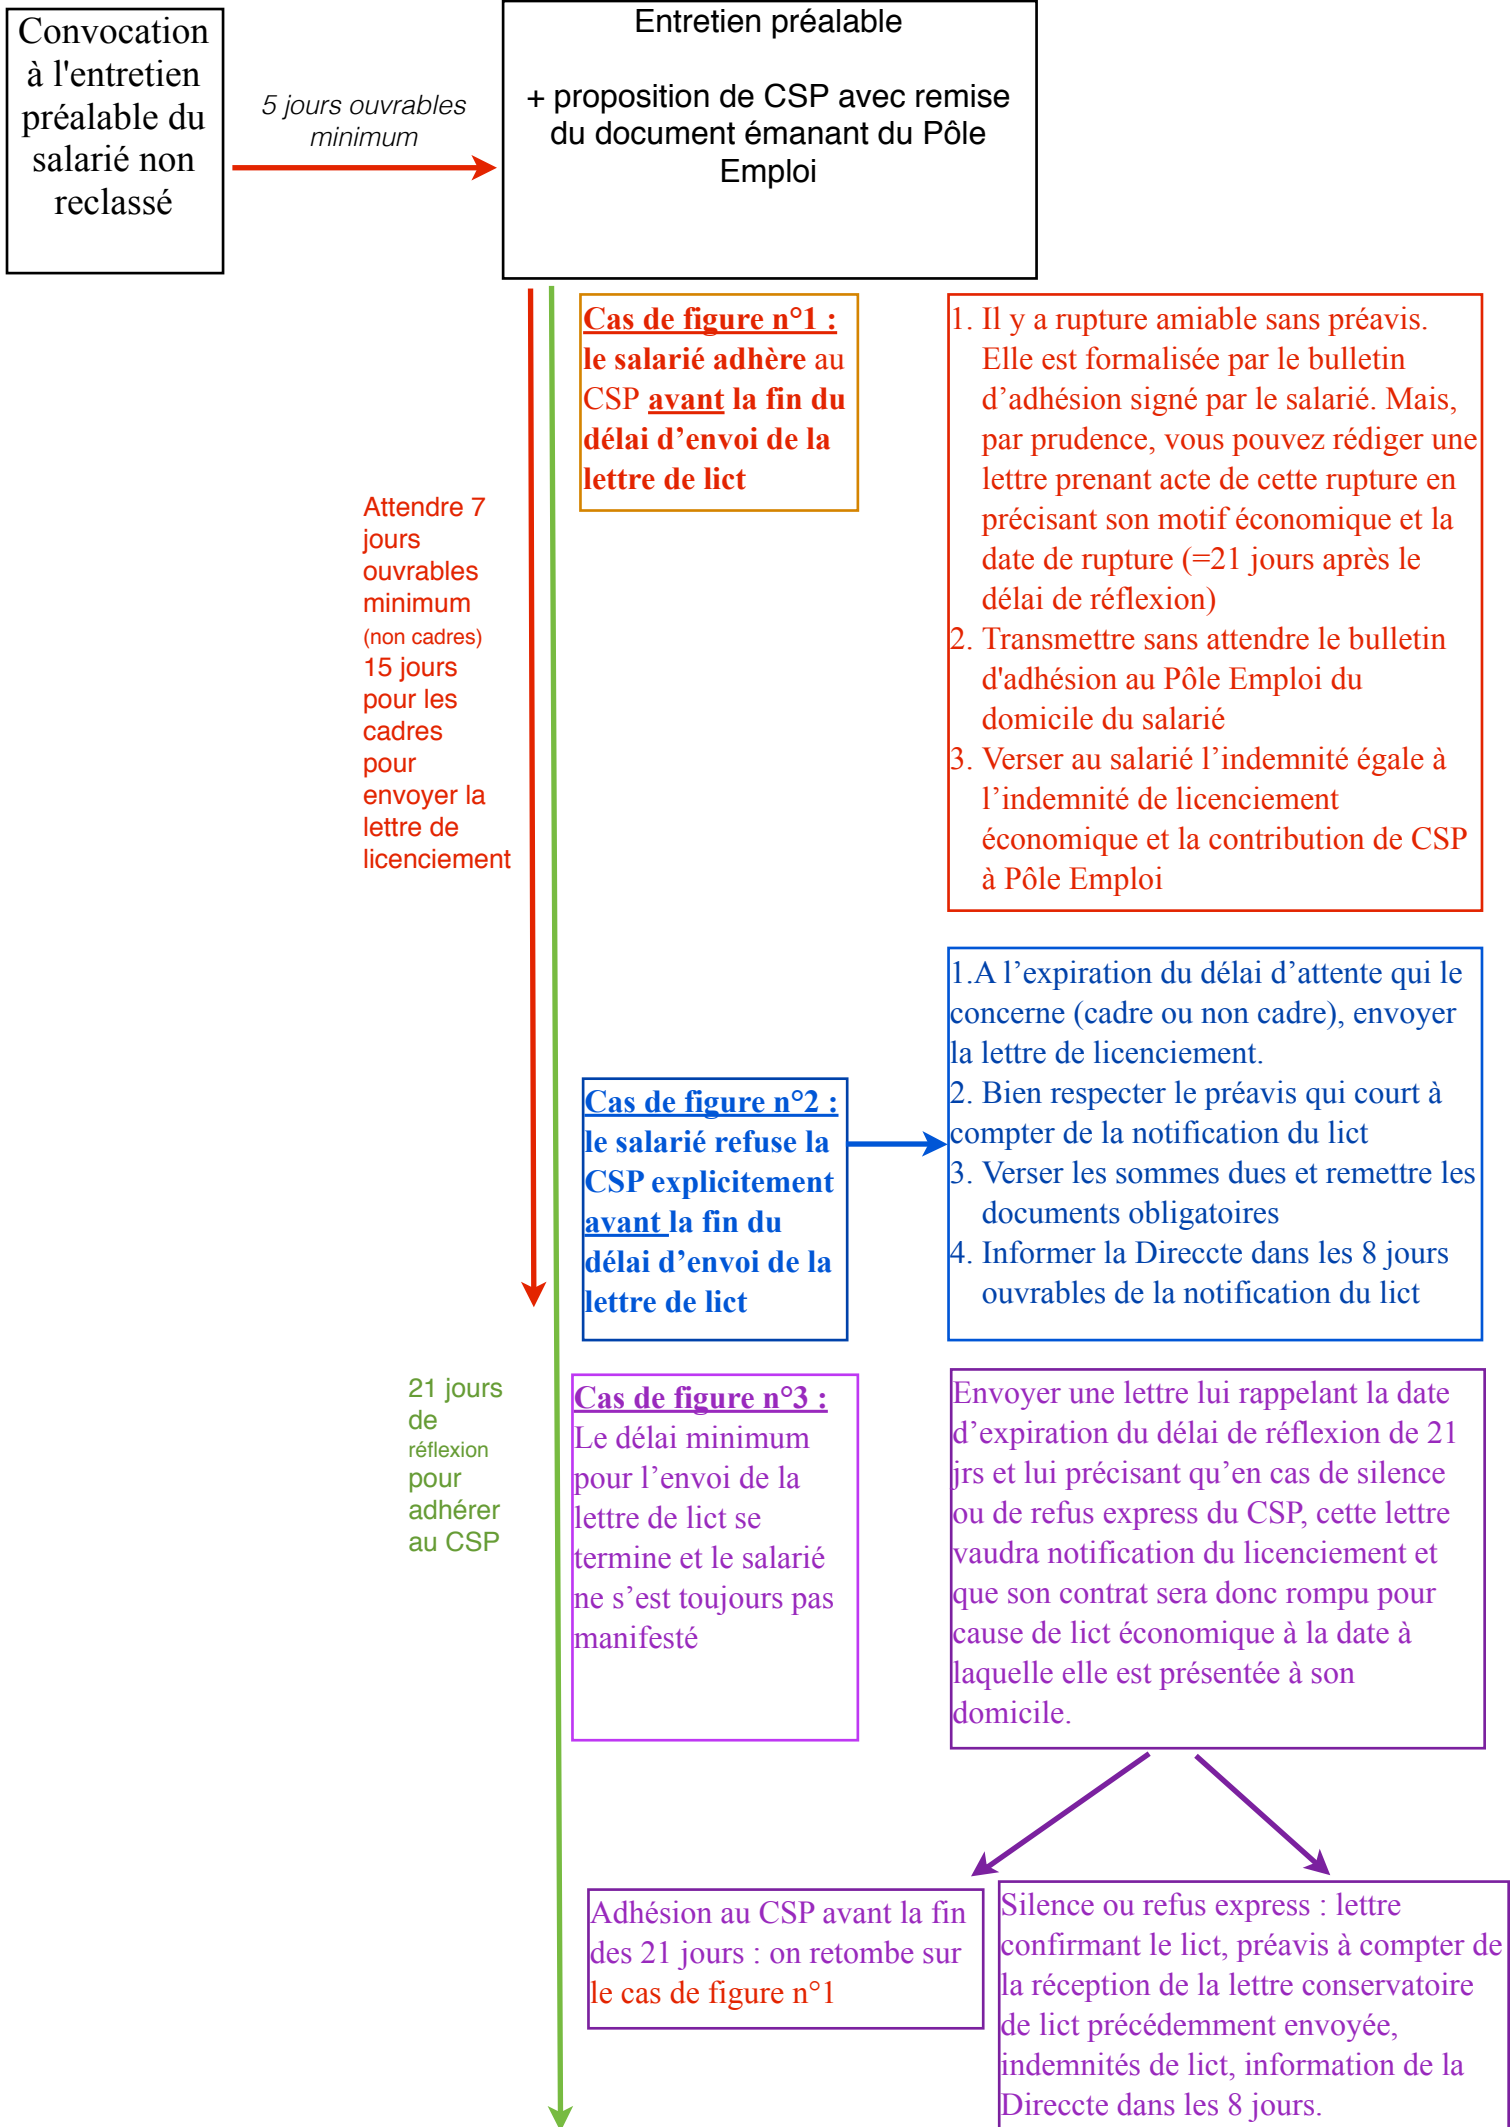 Convocation
à l'entretien
préalable du
salarié non
reclassé
5 jours ouvrables
minimum
Entretien préalable
+ proposition de CSP avec remise
du document émanant du Pôle
Emploi
Attendre 7
jours
ouvrables
minimum
(non cadres)
15 jours
pour les
cadres
pour
envoyer la
lettre de
licenciement
Cas de figure n°1 :
le salarié adhère au
CSP avant la fin du
délai d’envoi de la
lettre de lict
1. Il y a rupture amiable sans préavis.
Elle est formalisée par le bulletin
d’adhésion signé par le salarié. Mais,
par prudence, vous pouvez rédiger une
lettre prenant acte de cette rupture en
précisant son motif économique et la
date de rupture (=21 jours après le
délai de réflexion)
2. Transmettre sans attendre le bulletin
d'adhésion au Pôle Emploi du
domicile du salarié
3. Verser au salarié l’indemnité égale à
l’indemnité de licenciement
économique et la contribution de CSP
à Pôle Emploi
Cas de figure n°2 :
le salarié refuse la
CSP explicitement
avant la fin du
délai d’envoi de la
lettre de lict
1.A l’expiration du délai d’attente qui le
concerne (cadre ou non cadre), envoyer
la lettre de licenciement.
2. Bien respecter le préavis qui court à
compter de la notification du lict
3. Verser les sommes dues et remettre les
documents obligatoires
4. Informer la Direccte dans les 8 jours
ouvrables de la notification du lict
21 jours
de
réflexion
pour
adhérer
au CSP
Cas de figure n°3 :
Le délai minimum
pour l’envoi de la
lettre de lict se
termine et le salarié
ne s’est toujours pas
manifesté
Envoyer une lettre lui rappelant la date
d’expiration du délai de réflexion de 21
jrs et lui précisant qu’en cas de silence
ou de refus express du CSP, cette lettre
vaudra notification du licenciement et
que son contrat sera donc rompu pour
cause de lict économique à la date à
laquelle elle est présentée à son
domicile.
Adhésion au CSP avant la fin
des 21 jours : on retombe sur
le cas de figure n°1
Silence ou refus express : lettre
confirmant le lict, préavis à compter de
la réception de la lettre conservatoire
de lict précédemment envoyée,
indemnités de lict, information de la
Direccte dans les 8 jours.